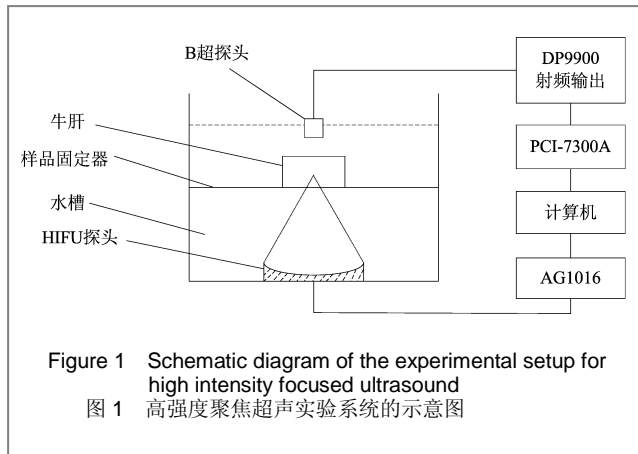 B超探头
DP9900
射频输出
牛肝
样品固定器
PCI-7300A
水槽
计算机
HIFU探头
AG1016
Figure 1 Schematic diagram of the experimental setup for
high intensity focused ultrasound
图 1 高强度聚焦超声实验系统的示意图